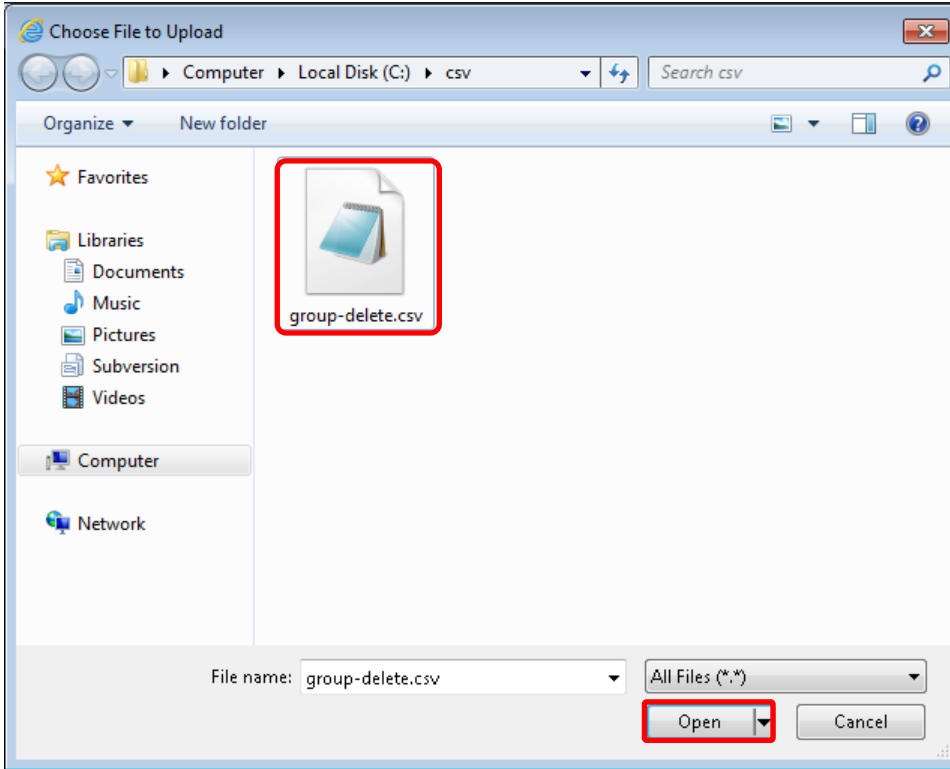 Choose File to Upload
Computer Local Disk (C:) csv
Search csv
Organize New folder
Favorites
Libraries
Documents
Music
Pictures
Subversion
Videos
Computer
Network
group-delete.csv
File name: group-delete.csv All Files (*.*)
Open Cancel